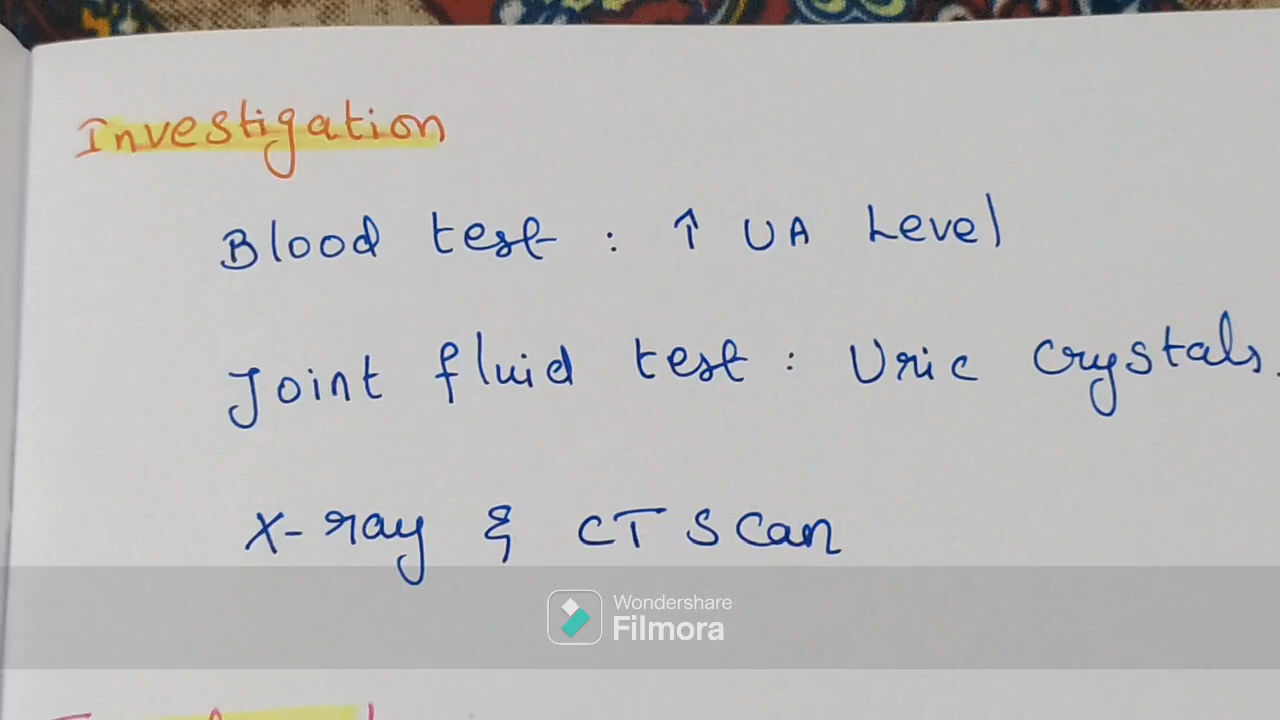 Investigation
Blood test : ↑ UA Level
Joint fluid test : Uric crystals.
X-ray & CT Scan
Wondershare
Filmora